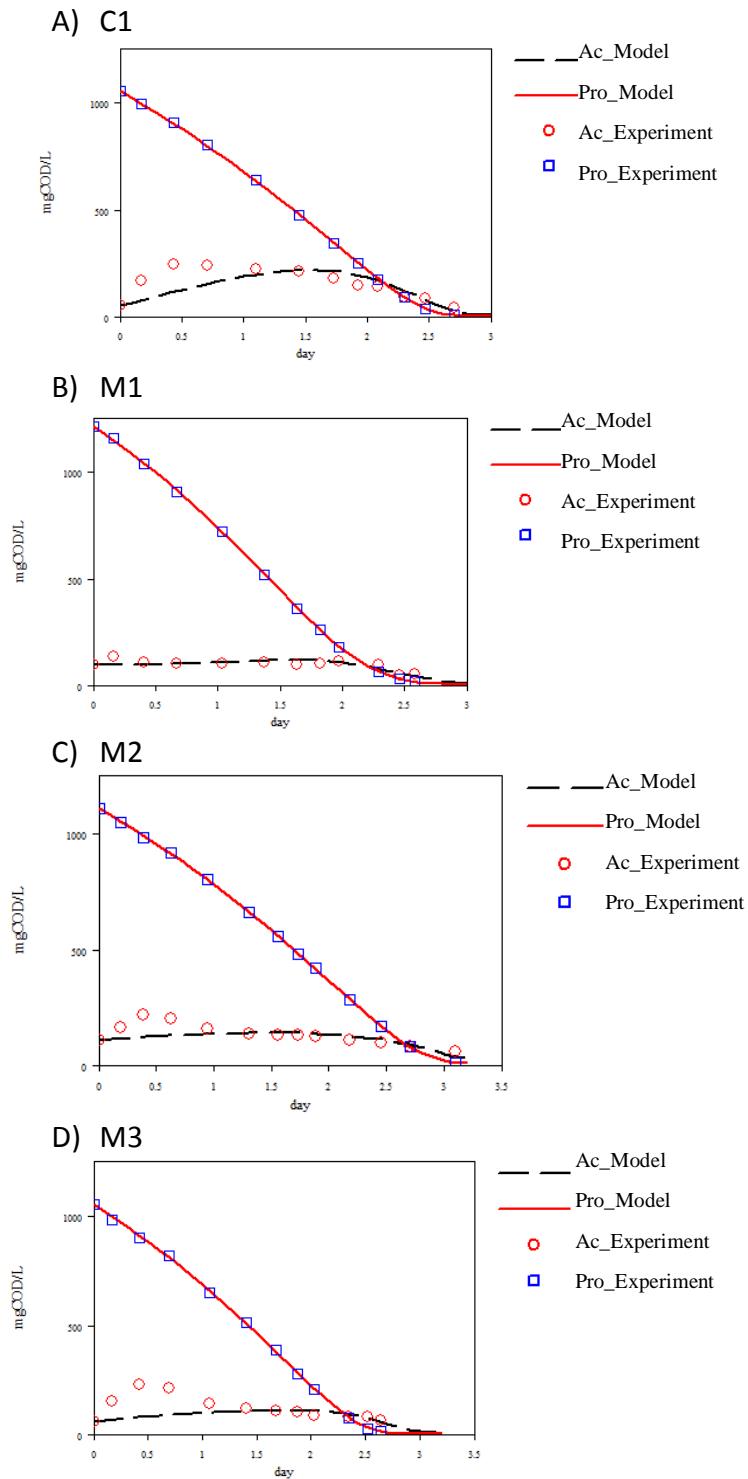 A) C1
1000
500
0
mgCOD/L
0 0.5 1 1.5 2 2.5 3
day
Ac_Model
Pro_Model
Ac_Experiment
Pro_Experiment
B) M1
1000
500
0
mgCOD/L
0 0.5 1 1.5 2 2.5 3
day
Ac_Model
Pro_Model
Ac_Experiment
Pro_Experiment
C) M2
1000
500
0
mgCOD/L
0 0.5 1 1.5 2 2.5 3 3.5
day
Ac_Model
Pro_Model
Ac_Experiment
Pro_Experiment
D) M3
1000
500
0
mgCOD/L
0 0.5 1 1.5 2 2.5 3 3.5
day
Ac_Model
Pro_Model
Ac_Experiment
Pro_Experiment